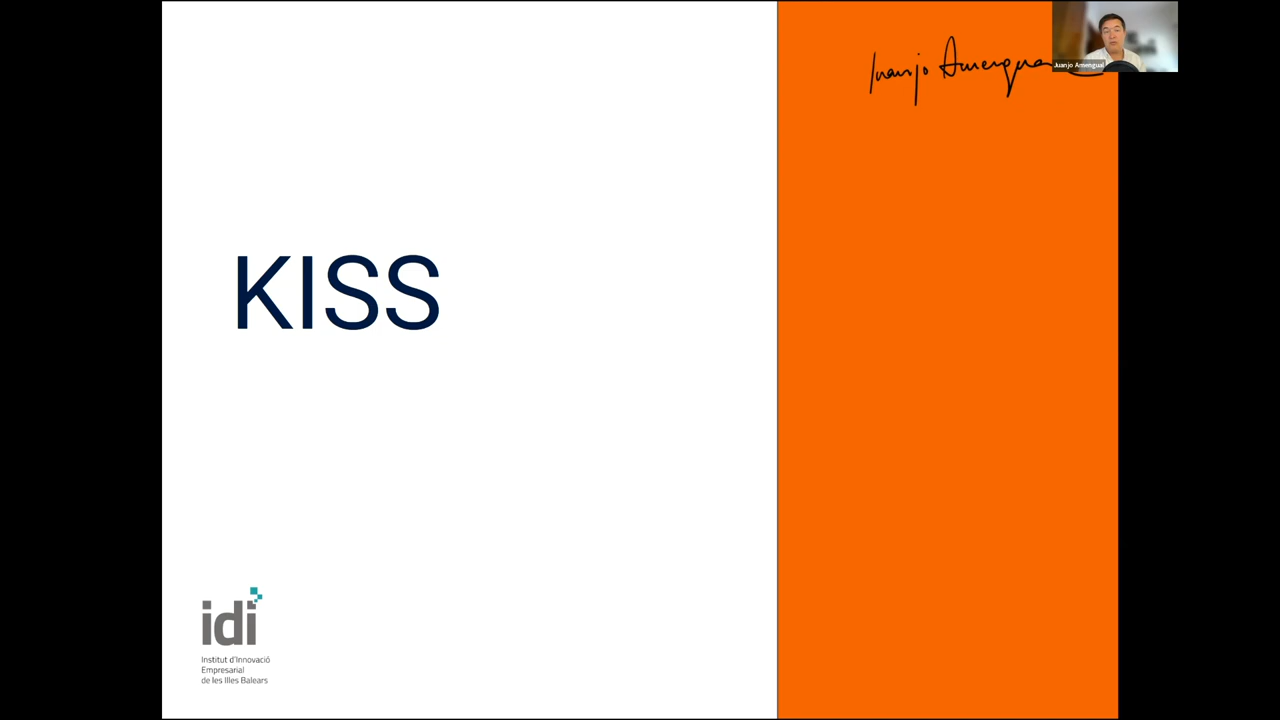 Juanjo Amengual
Juanjo Amengual
KISS
idi
Institut d'Innovació
Empresarial
de les Illes Balears